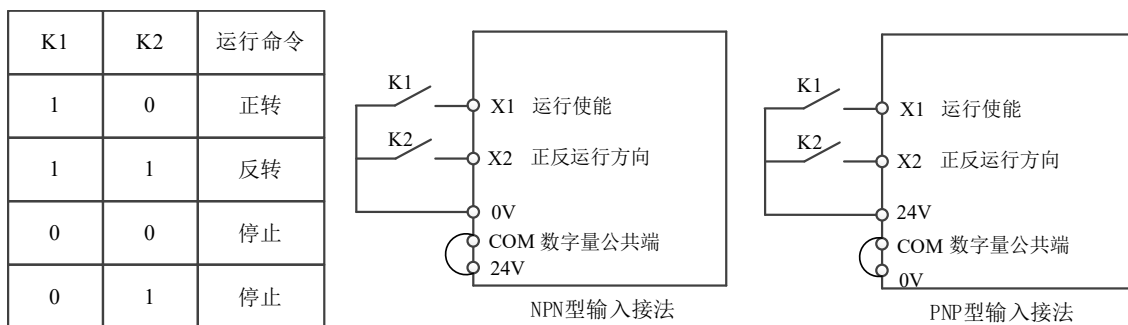 K1 K2 运行命令
1 0 正转
1 1 反转
0 0 停止
0 1 停止
K1
X1 运行使能
K2
X2 正反运行方向
0V
COM 数字量公共端
24V
NPN型输入接法
K1
X1 运行使能
K2
X2 正反运行方向
24V
COM 数字量公共端
0V
PNP型输入接法